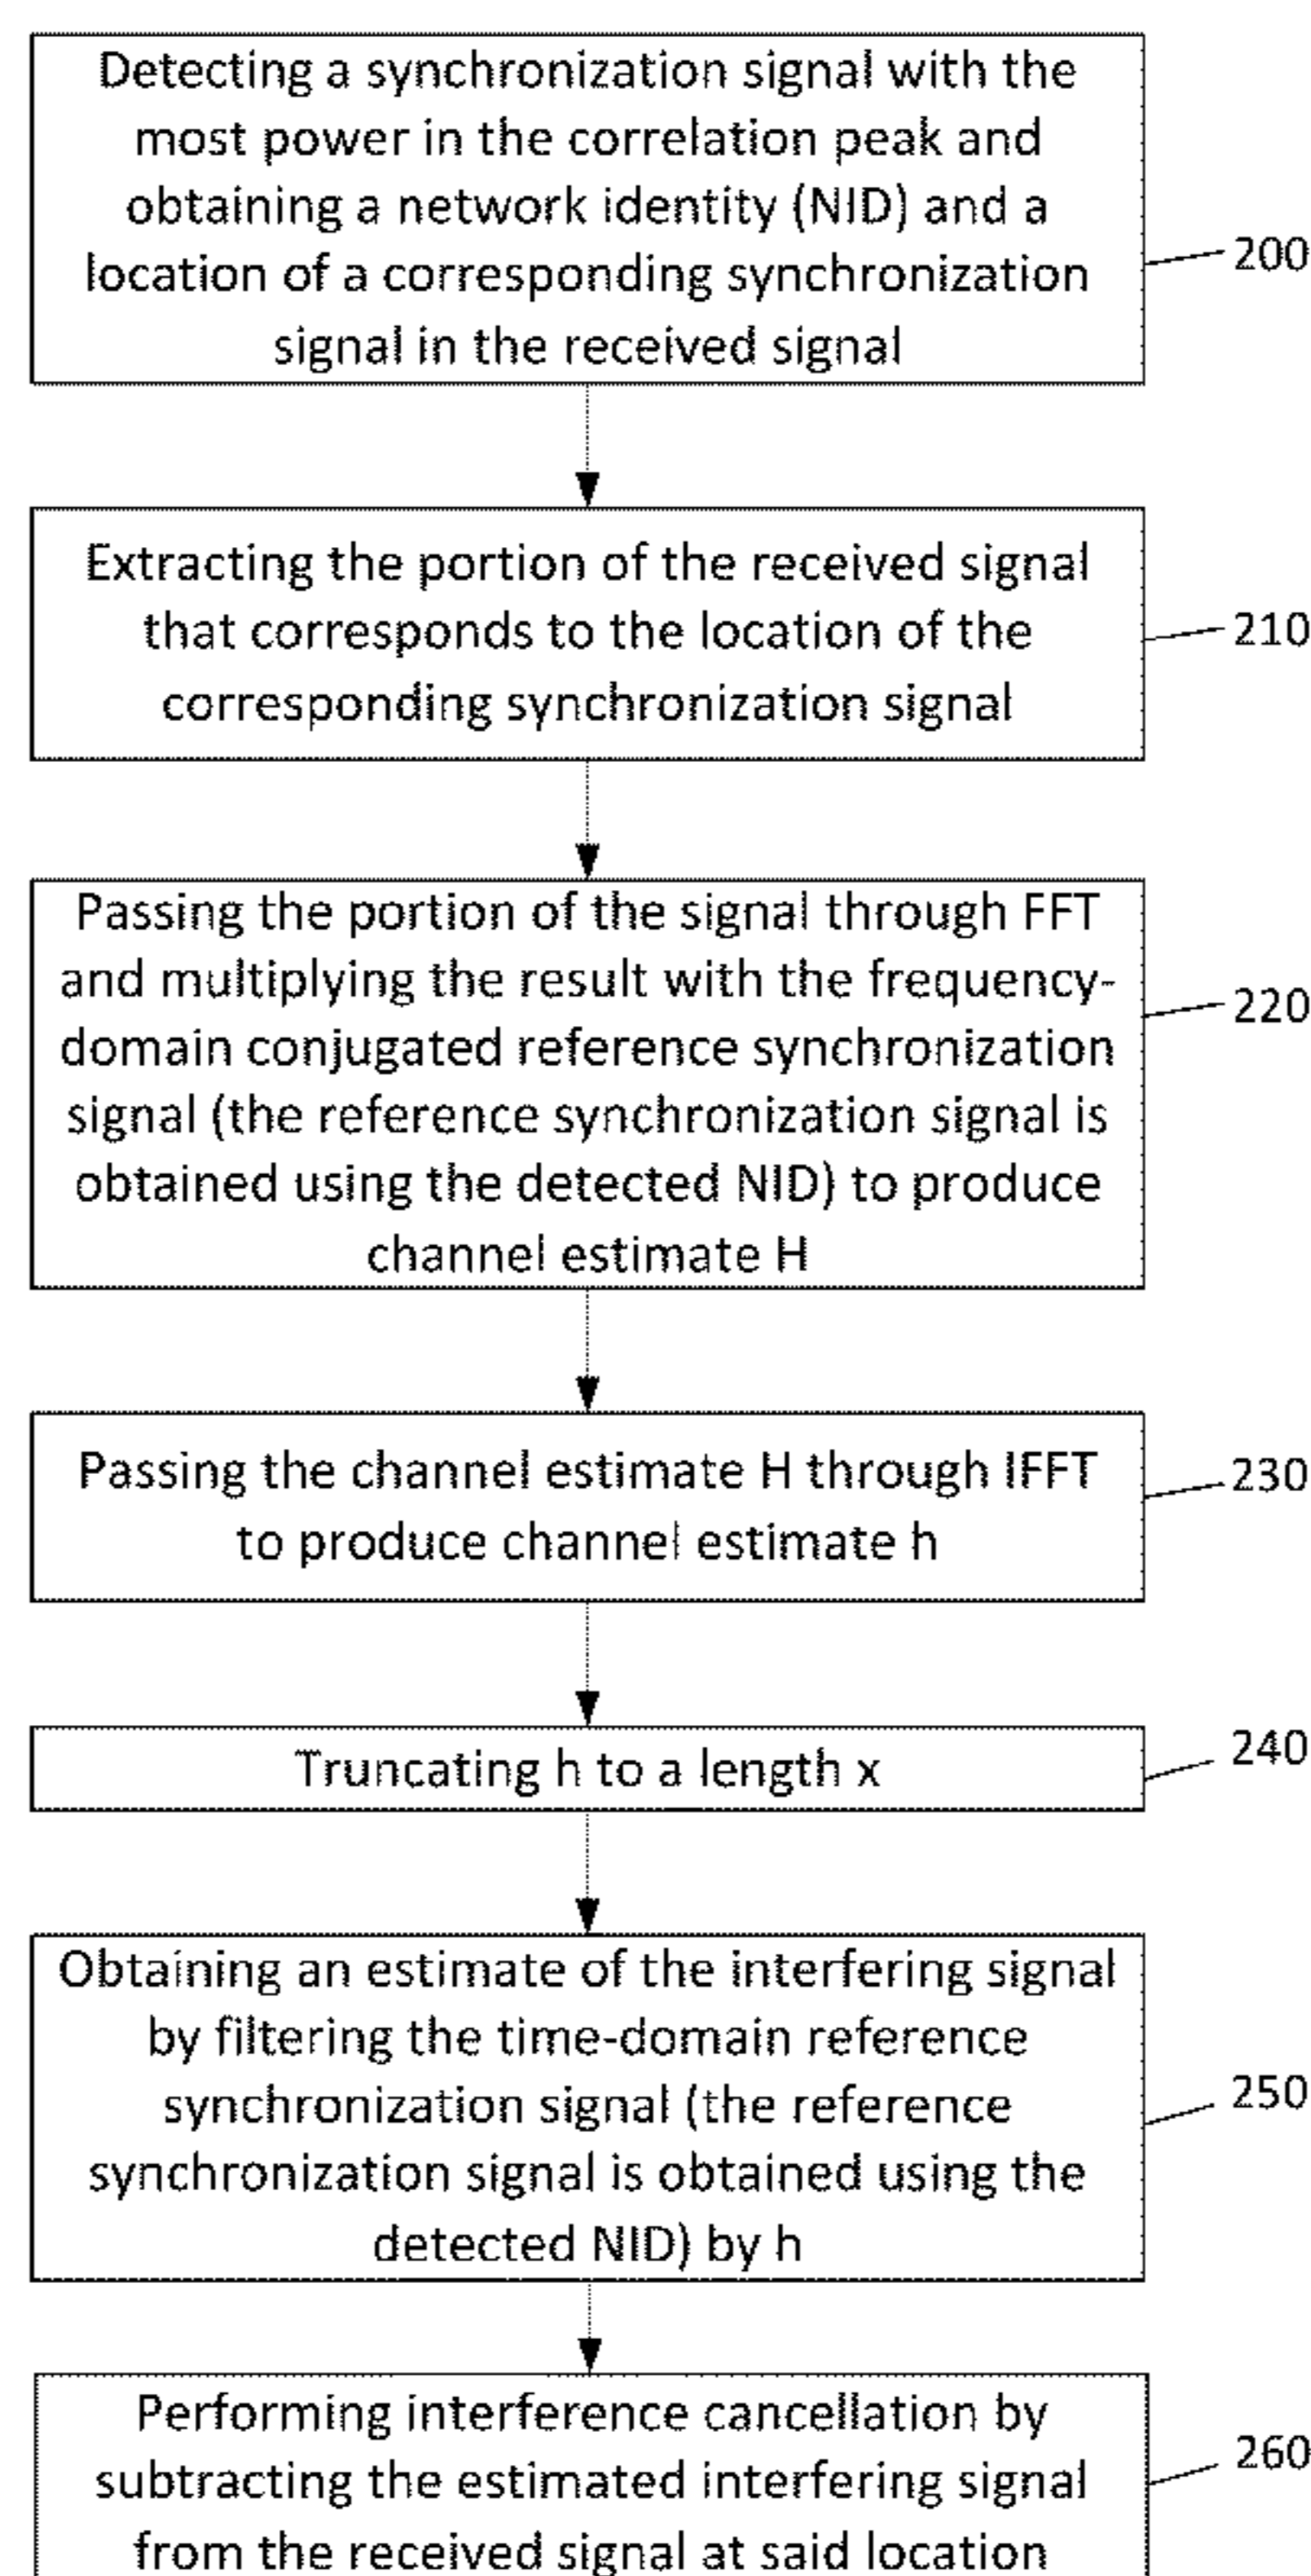 Detecting a synchronization signal with the
most power in the correlation peak and
obtaining a network identity (NID) and a
location of a corresponding synchronization
signal in the received signal
200
Extracting the portion of the received signal
that corresponds to the location of the
corresponding synchronization signal
210
Passing the portion of the signal through FFT
and multiplying the result with the frequency-
domain conjugated reference synchronization
signal (the reference synchronization signal is
obtained using the detected NID) to produce
channel estimate H
220
Passing the channel estimate H through IFFT
to produce channel estimate h
230
Truncating h to a length x
240
Obtaining an estimate of the interfering signal
by filtering the time-domain reference
synchronization signal (the reference
synchronization signal is obtained using the
detected NID) by h
250
Performing interference cancellation by
subtracting the estimated interfering signal
from the received signal at said location
260